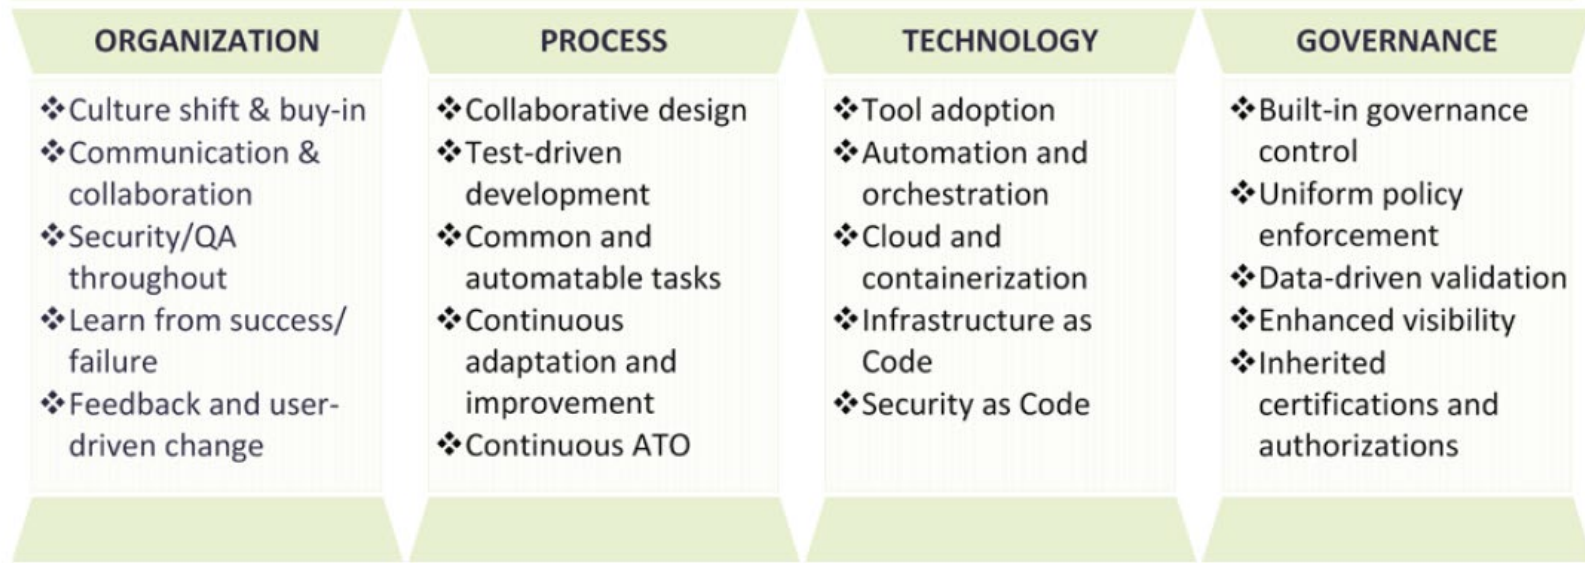 ORGANIZATION
❖Culture shift & buy-in
❖Communication &
collaboration
❖Security/QA
throughout
❖Learn from success/
failure
❖Feedback and user-
driven change
PROCESS
❖Collaborative design
❖Test-driven
development
❖Common and
automatable tasks
❖Continuous
adaptation and
improvement
❖Continuous ATO
TECHNOLOGY
❖Tool adoption
❖Automation and
orchestration
❖Cloud and
containerization
❖Infrastructure as
Code
❖Security as Code
GOVERNANCE
❖Built-in governance
control
❖Uniform policy
enforcement
❖Data-driven validation
❖Enhanced visibility
❖Inherited
certifications and
authorizations